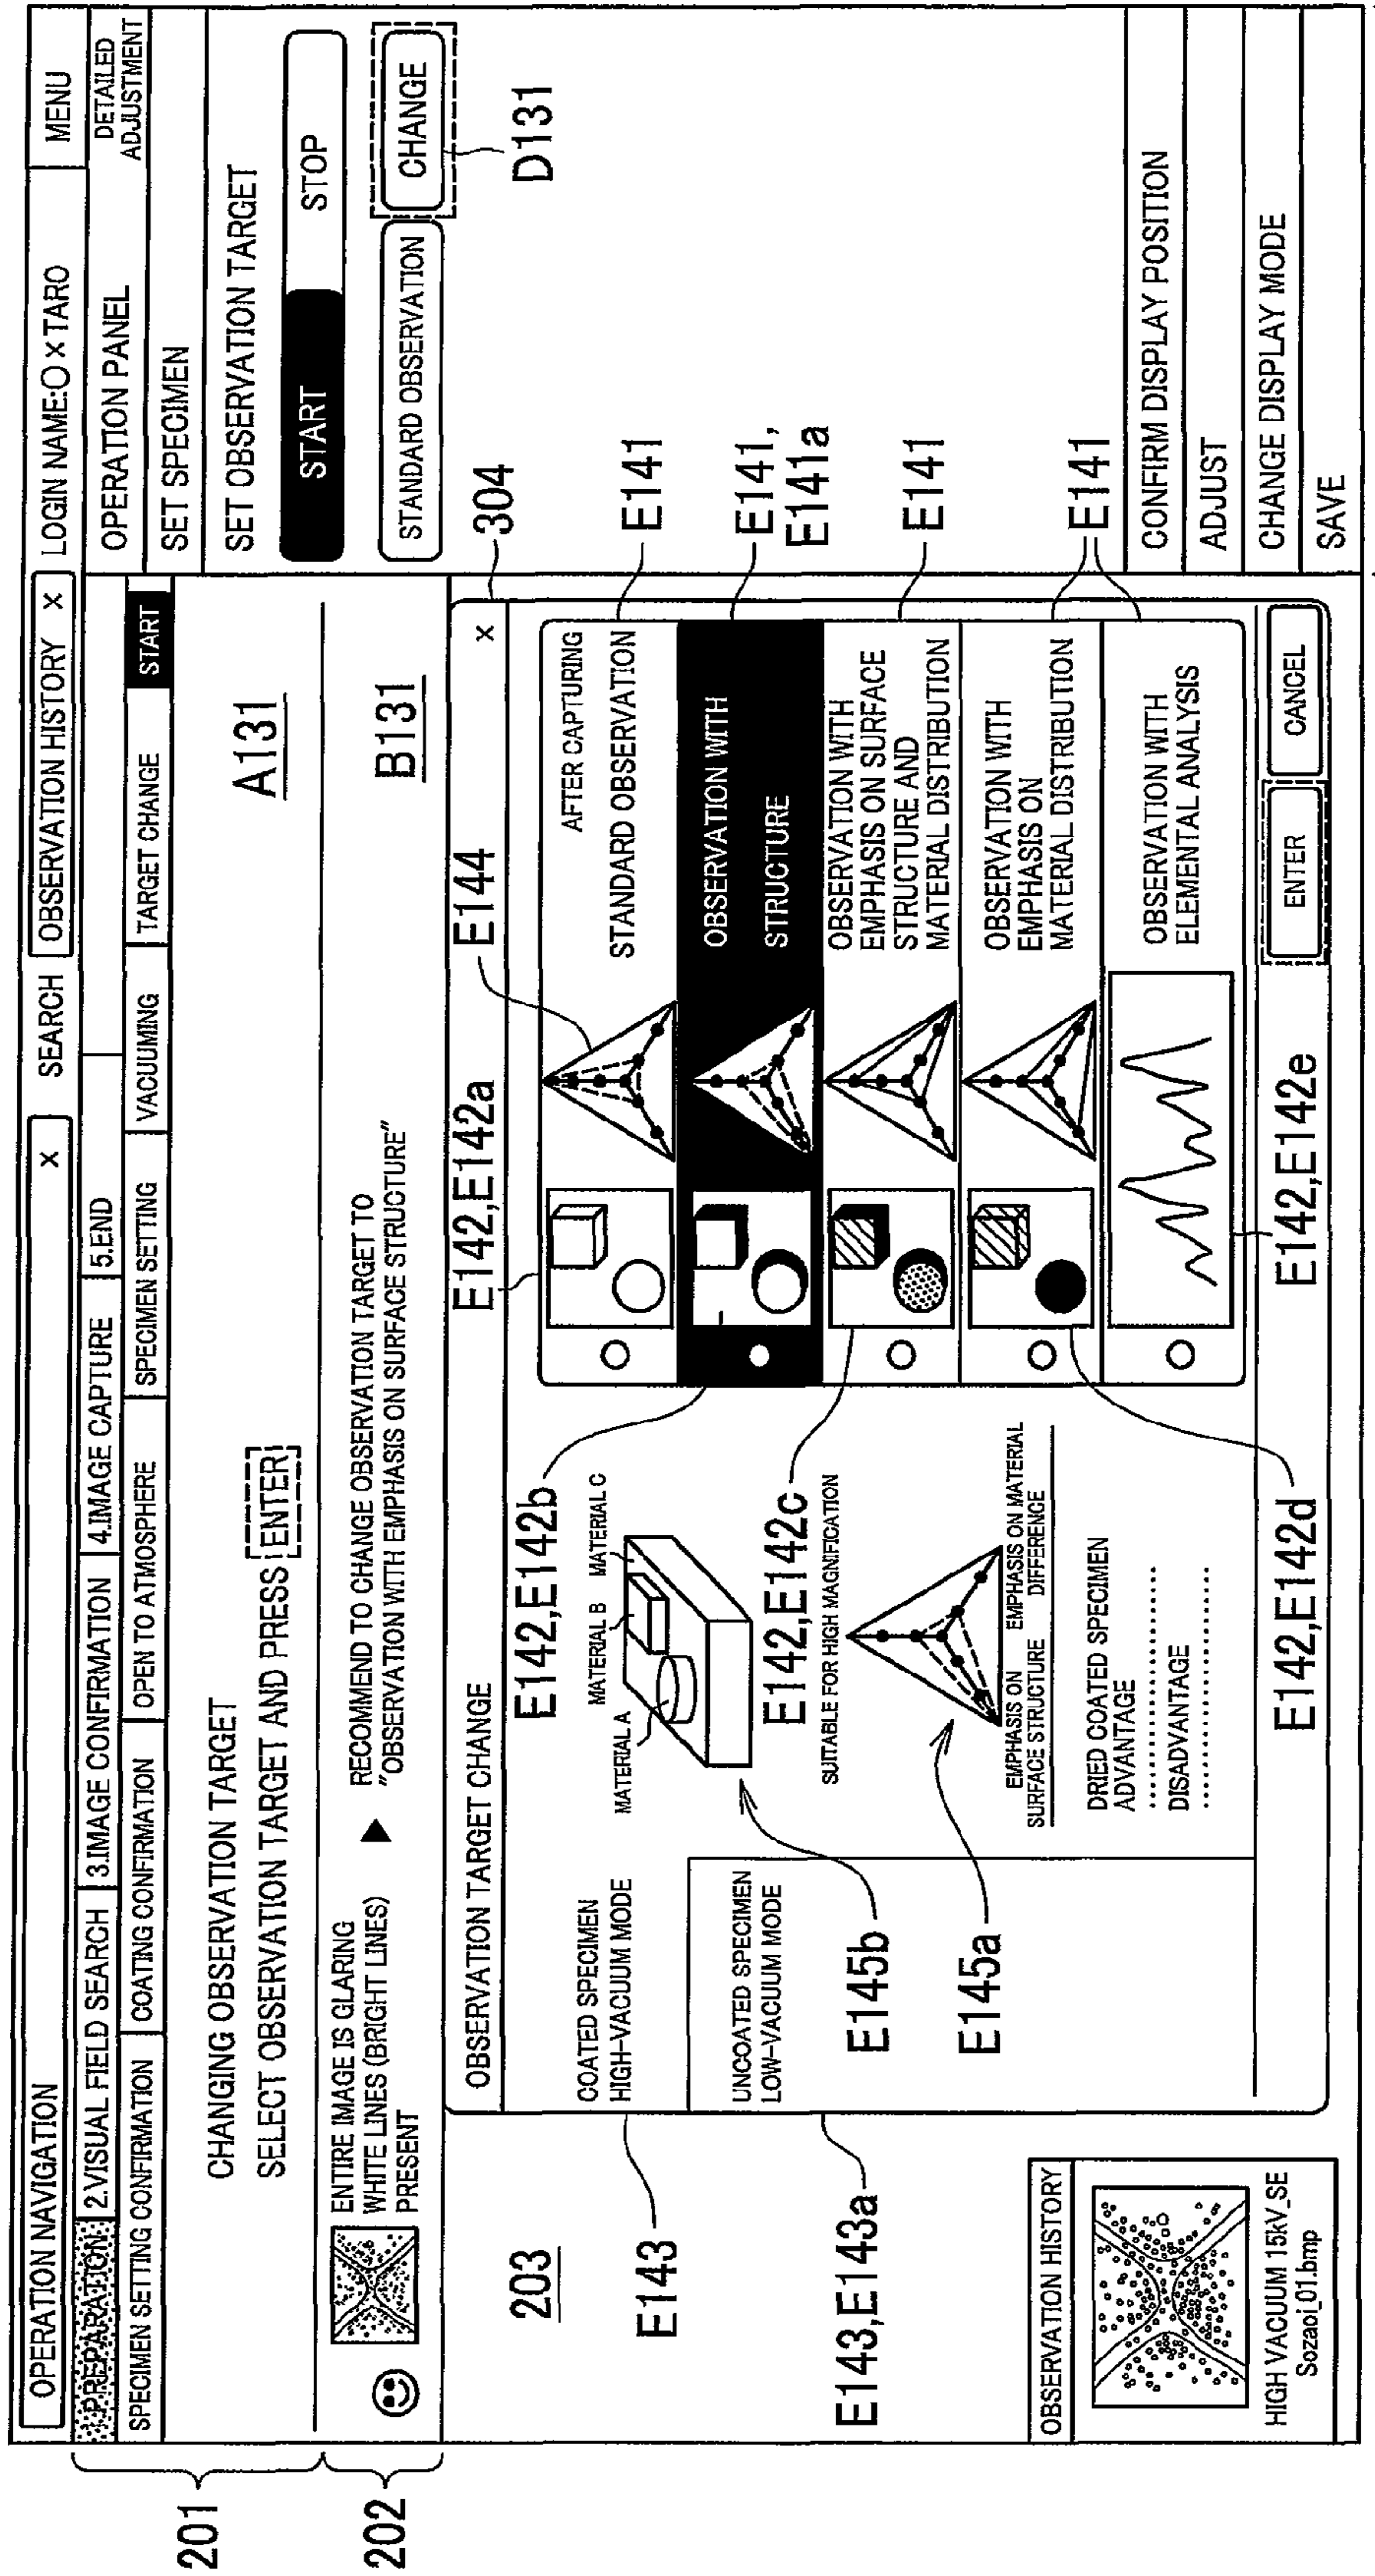 OPERATION NAVIGATION
×
SEARCH
OBSERVATION HISTORY ×
LOGIN NAME:O×TARO
MENU
1.PREPARATION
2.VISUAL FIELD SEARCH
3.IMAGE CONFIRMATION
4.IMAGE CAPTURE
5.END
SPECIMEN SETTING CONFIRMATION
COATING CONFIRMATION
OPEN TO ATMOSPHERE
SPECIMEN SETTING
VACUUMING
TARGET CHANGE
START
201
CHANGING OBSERVATION TARGET
SELECT OBSERVATION TARGET AND PRESS ENTER
A131
202
ENTIRE IMAGE IS GLARING
WHITE LINES (BRIGHT LINES)
PRESENT
RECOMMEND TO CHANGE OBSERVATION TARGET TO
"OBSERVATION WITH EMPHASIS ON SURFACE STRUCTURE"
B131
OPERATION PANEL
DETAILED
ADJUSTMENT
SET SPECIMEN
SET OBSERVATION TARGET
START
STOP
STANDARD OBSERVATION
CHANGE
D131
203
304
OBSERVATION TARGET CHANGE
×
COATED SPECIMEN
HIGH-VACUUM MODE
E143
UNCOATED SPECIMEN
LOW-VACUUM MODE
E143,E143a
E142,E142b
MATERIAL A
MATERIAL B
MATERIAL C
E145b
E142,E142c
SUITABLE FOR HIGH MAGNIFICATION
E145a
EMPHASIS ON
SURFACE STRUCTURE
EMPHASIS ON MATERIAL
DIFFERENCE
DRIED COATED SPECIMEN
ADVANTAGE
....................
DISADVANTAGE
....................
E142,E142d
E142,E142a
E144
AFTER CAPTURING
STANDARD OBSERVATION
E141
OBSERVATION WITH
STRUCTURE
E141,
E141a
OBSERVATION WITH
EMPHASIS ON SURFACE
STRUCTURE AND
MATERIAL DISTRIBUTION
E141
OBSERVATION WITH
EMPHASIS ON
MATERIAL DISTRIBUTION
E141
OBSERVATION WITH
ELEMENTAL ANALYSIS
E142,E142e
ENTER
CANCEL
OBSERVATION HISTORY
HIGH VACUUM 15kV_SE
Sozaoi_01.bmp
CONFIRM DISPLAY POSITION
ADJUST
CHANGE DISPLAY MODE
SAVE